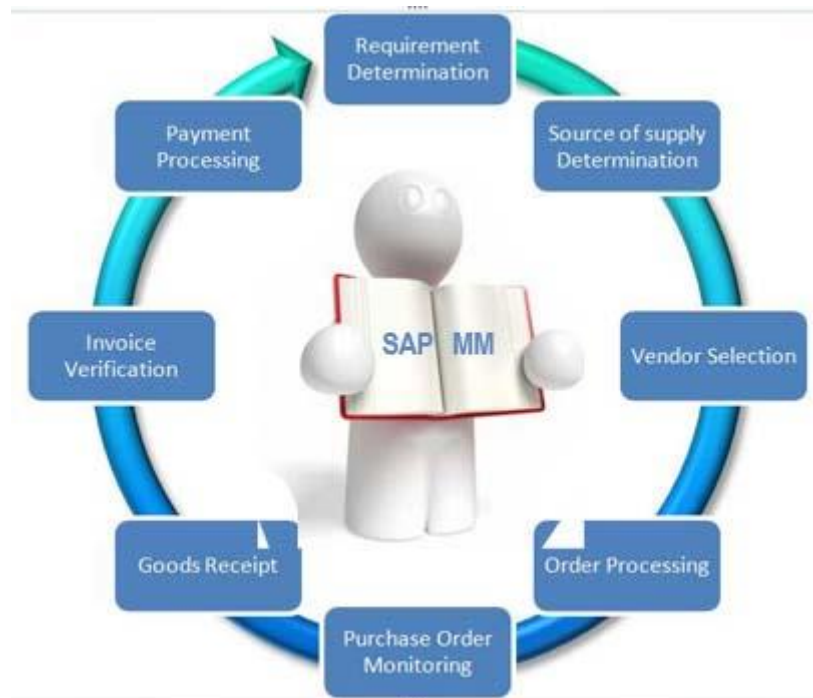 Requirement
Determination
Source of supply
Determination
Vendor Selection
Order Processing
Purchase Order
Monitoring
Goods Receipt
Invoice
Verification
Payment
Processing
SAP MM